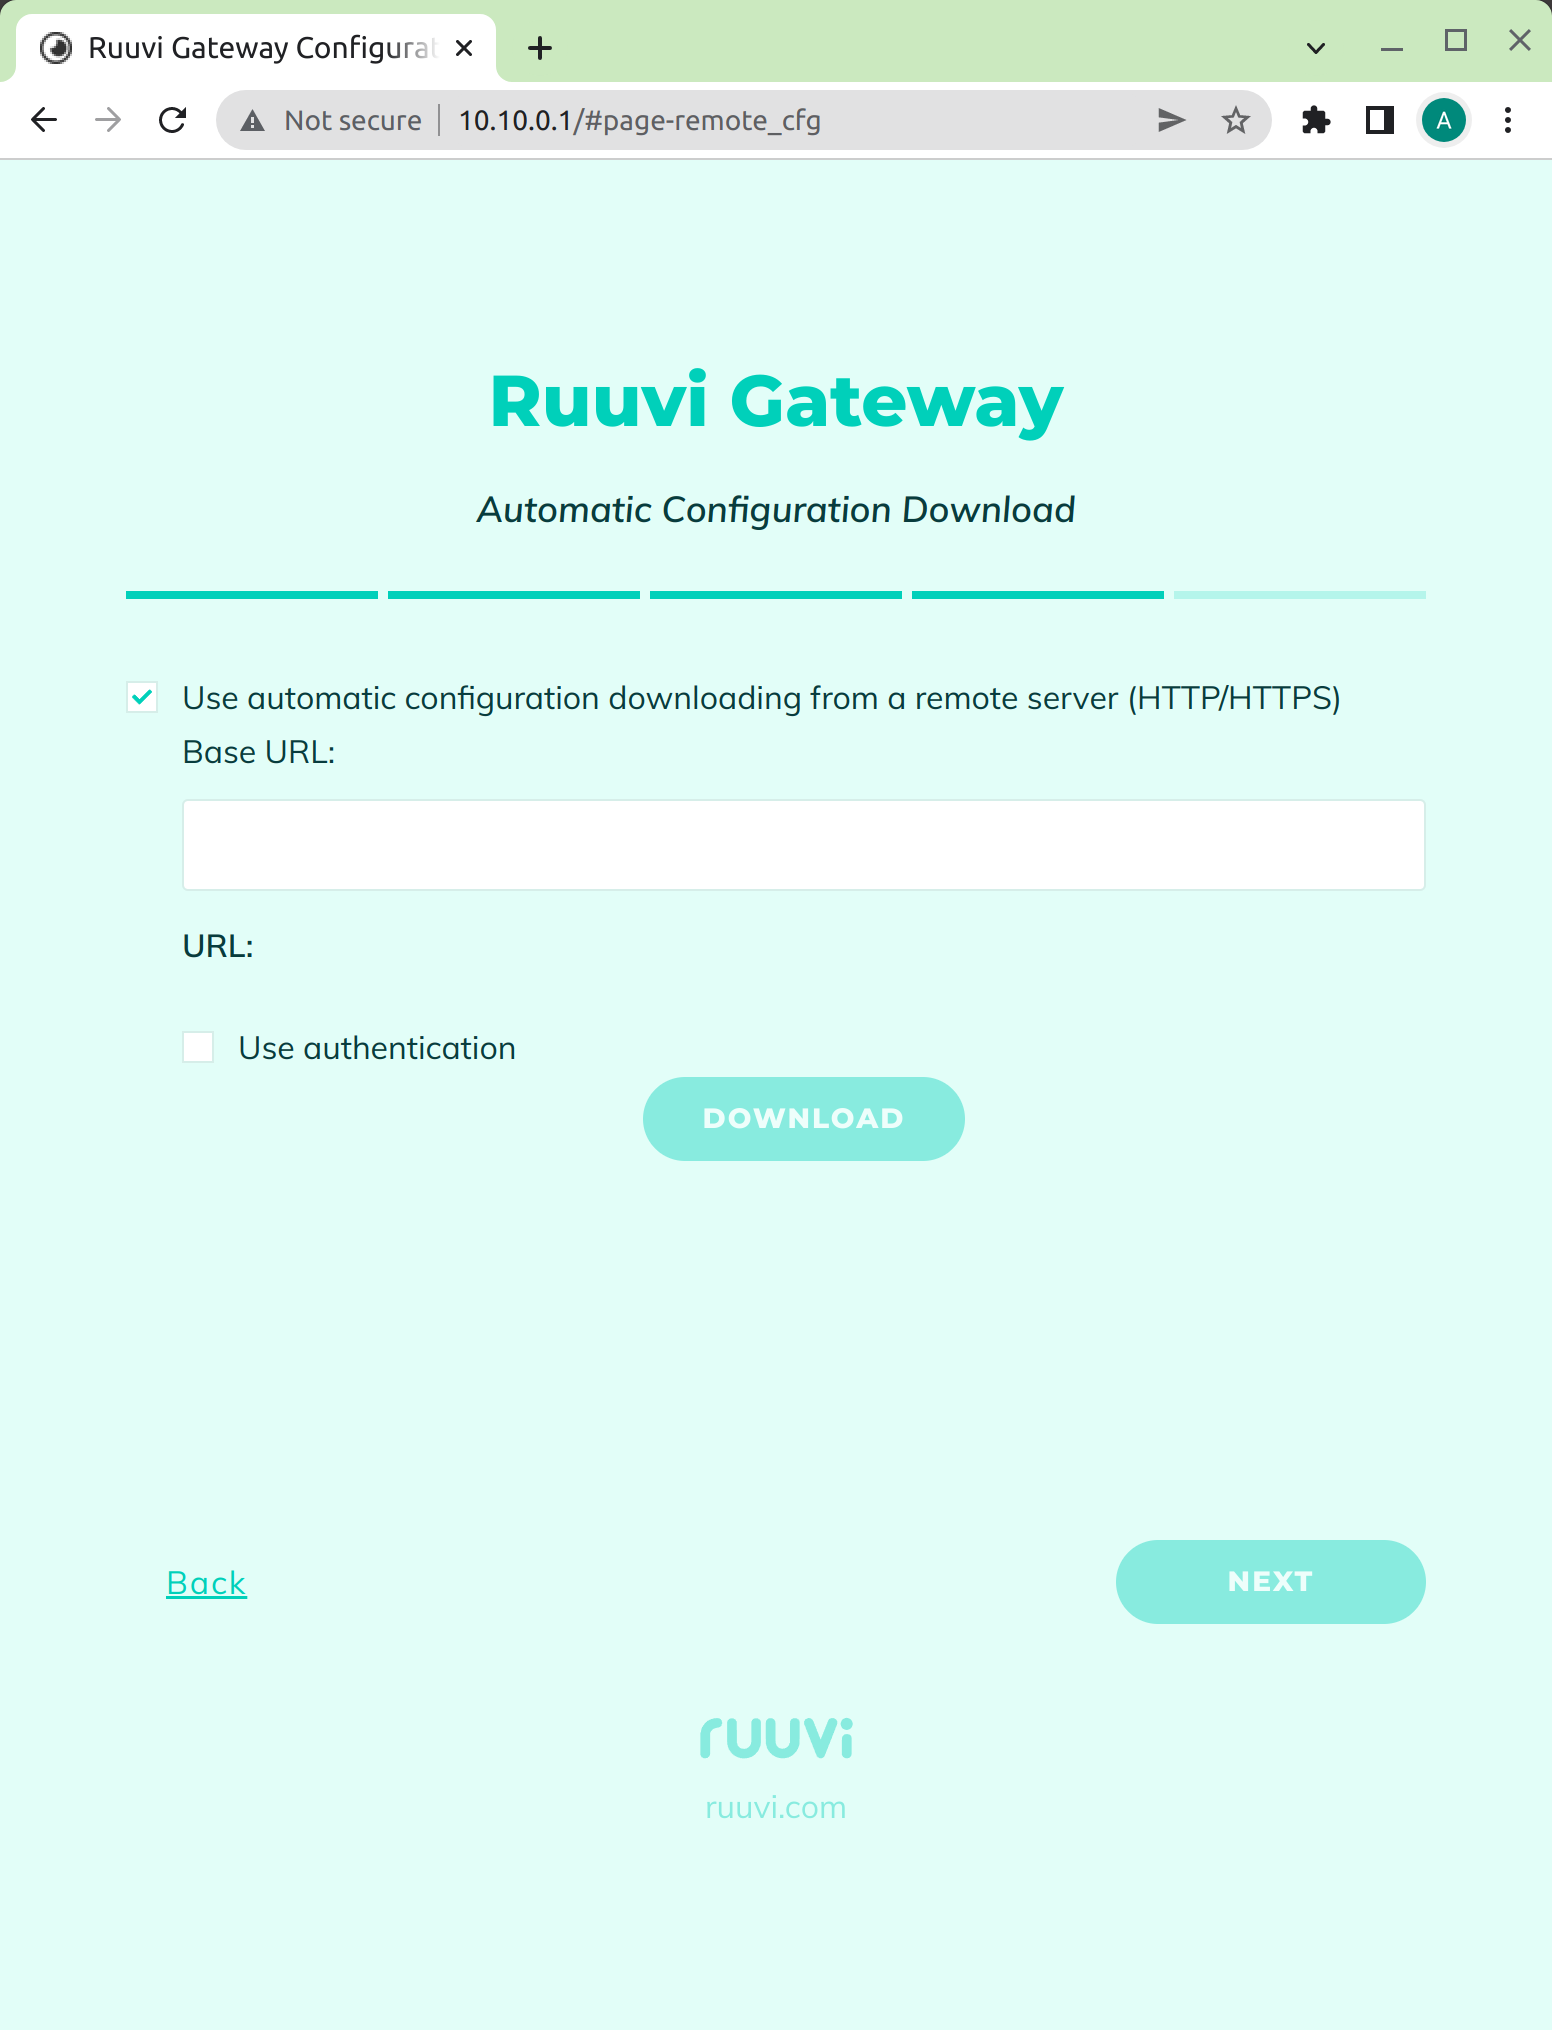 Ruuvi Gateway Configurat
Not secure
10.10.0.1/#page-remote_cfg
A
Ruuvi Gateway
Automatic Configuration Download
Use automatic configuration downloading from a remote server (HTTP/HTTPS)
Base URL:
URL:
Use authentication
DOWNLOAD
Back
NEXT
ruuvi
ruuvi.com